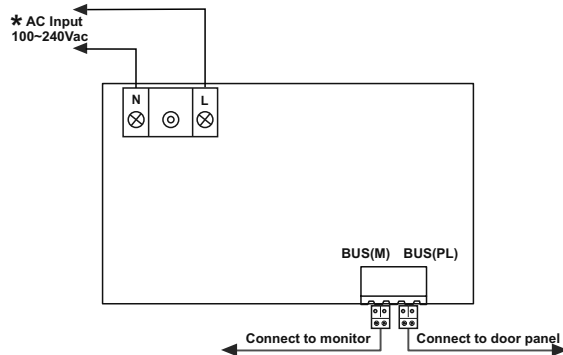 * AC Input
100~240Vac
N L
BUS(M) BUS(PL)
Connect to monitor Connect to door panel